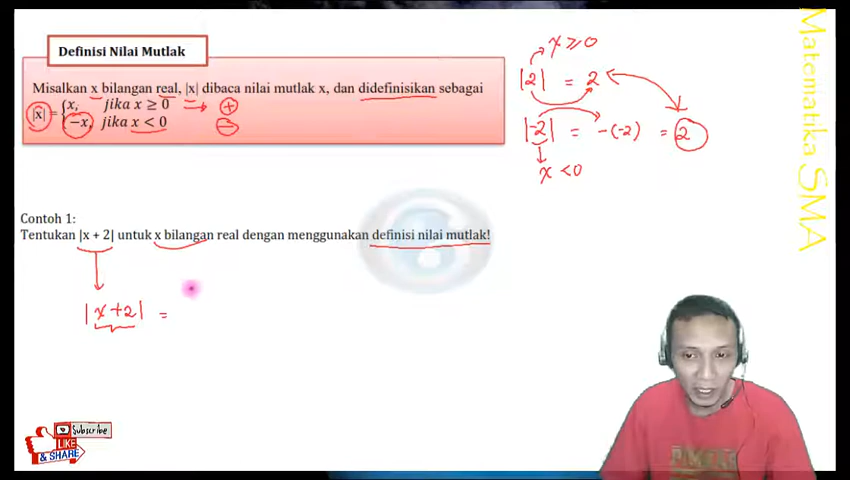 Definisi Nilai Mutlak
Misalkan x bilangan real, |x| dibaca nilai mutlak x, dan didefinisikan sebagai
|x| = { x, jika x ≥ 0
−x, jika x < 0
+
−
x ≥ 0
|2| = 2
|-2| = -(-2) = 2
x < 0
Contoh 1:
Tentukan |x + 2| untuk x bilangan real dengan menggunakan definisi nilai mutlak!
|x+2| =
Matematika SMA
Subscribe
LIKE
& SHARE